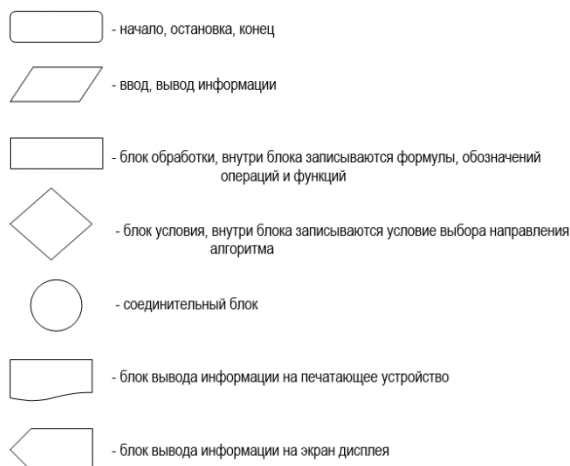 - начало, остановка, конец
- ввод, вывод информации
- блок обработки, внутри блока записываются формулы, обозначений
операций и функций
- блок условия, внутри блока записываются условие выбора направления
алгоритма
- соединительный блок
- блок вывода информации на печатающее устройство
- блок вывода информации на экран дисплея